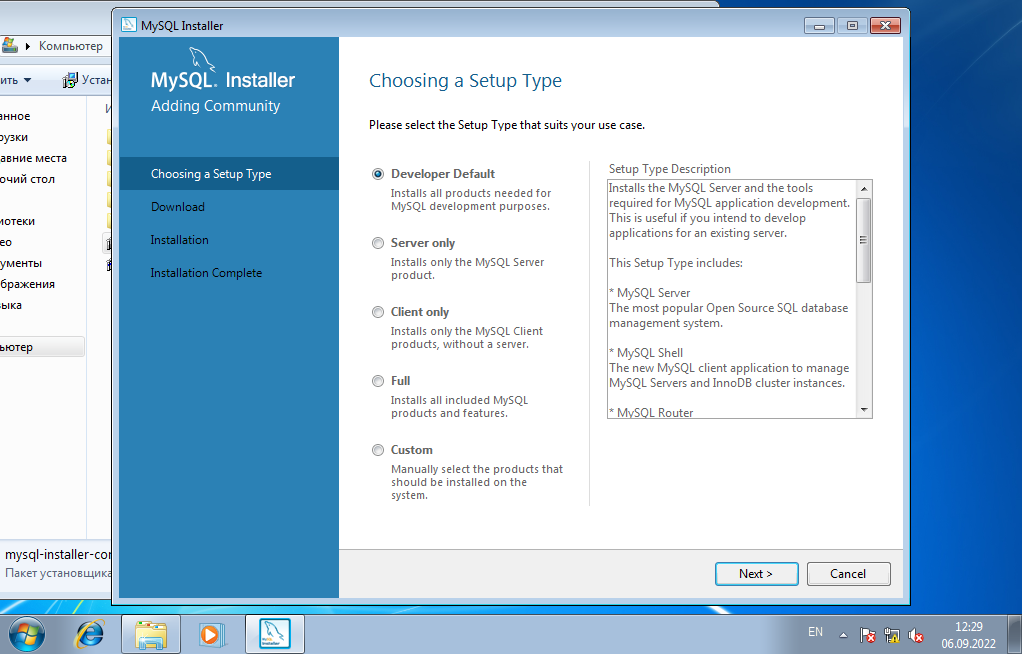 MySQL Installer
Компьютер
MySQL. Installer
Adding Community
Choosing a Setup Type
Download
Installation
Installation Complete
Choosing a Setup Type
Please select the Setup Type that suits your use case.
Developer Default
Installs all products needed for
MySQL development purposes.
Server only
Installs only the MySQL Server
product.
Client only
Installs only the MySQL Client
products, without a server.
Full
Installs all included MySQL
products and features.
Custom
Manually select the products that
should be installed on the
system.
Setup Type Description
Installs the MySQL Server and the tools
required for MySQL application development.
This is useful if you intend to develop
applications for an existing server.
This Setup Type includes:
* MySQL Server
The most popular Open Source SQL database
management system.
* MySQL Shell
The new MySQL client application to manage
MySQL Servers and InnoDB cluster instances.
* MySQL Router
Next >
Cancel
ить
Устан
анное
рузки
авние места
очий стол
иотеки
ео
ументы
бражения
ыка
ьютер
mysql-installer-con
Пакет установщика
EN
12:29
06.09.2022